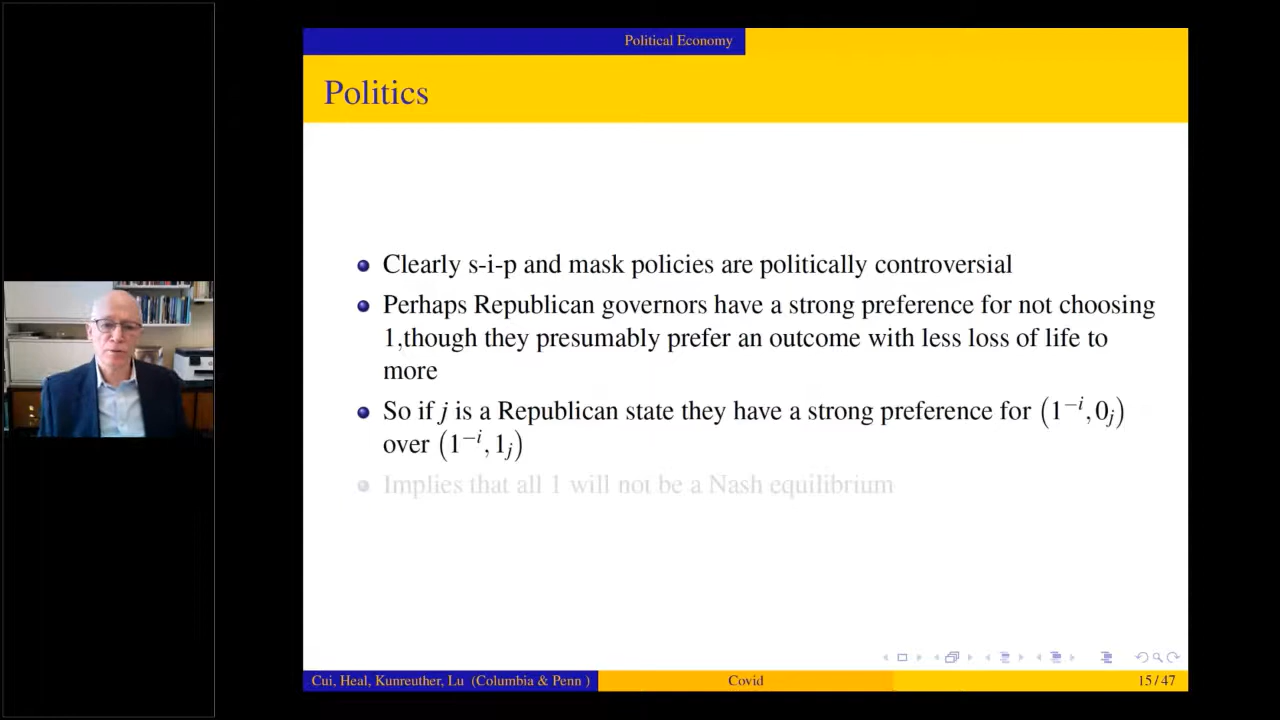 Political Economy
Politics
Clearly s-i-p and mask policies are politically controversial
Perhaps Republican governors have a strong preference for not choosing
1,though they presumably prefer an outcome with less loss of life to
more
So if j is a Republican state they have a strong preference for (1⁻ⁱ, 0ⱼ)
over (1⁻ⁱ, 1ⱼ)
Implies that all 1 will not be a Nash equilibrium
Cui, Heal, Kunreuther, Lu (Columbia & Penn ) Covid 15 / 47